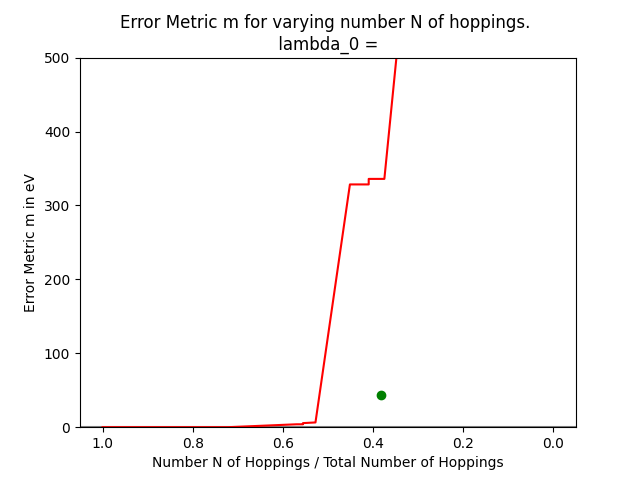 Error Metric m for varying number N of hoppings.
lambda_0 =
500
400
300
200
100
0
Error Metric m in eV
1.0 0.8 0.6 0.4 0.2 0.0
Number N of Hoppings / Total Number of Hoppings